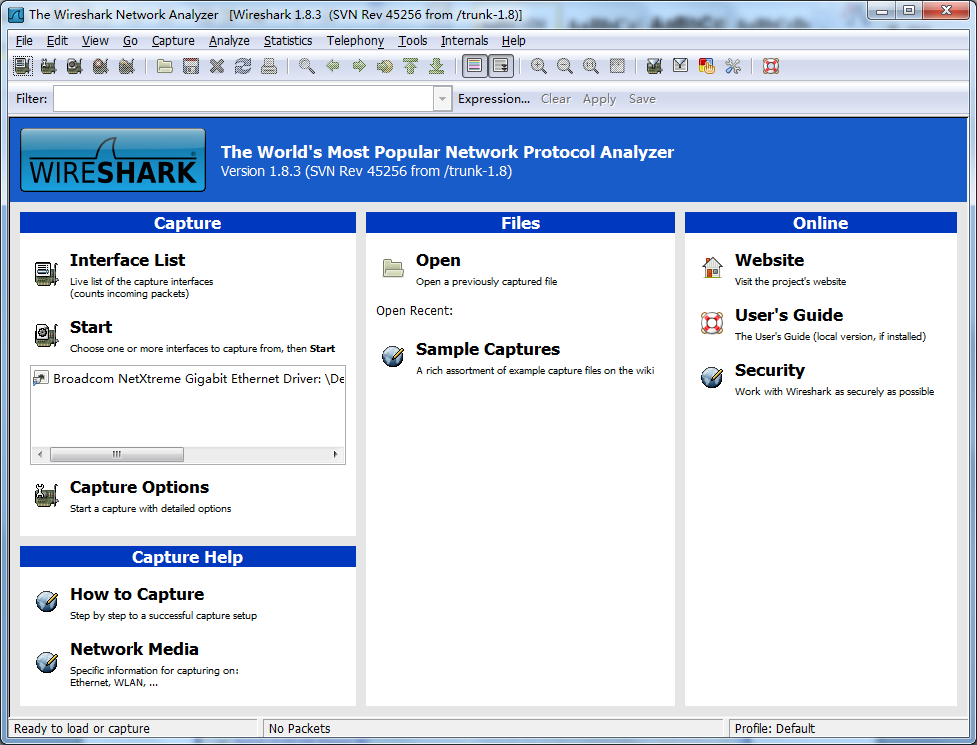 The Wireshark Network Analyzer [Wireshark 1.8.3 (SVN Rev 45256 from /trunk-1.8)]
File Edit View Go Capture Analyze Statistics Telephony Tools Internals Help
Filter: Expression... Clear Apply Save
WIRESHARK
The World's Most Popular Network Protocol Analyzer
Version 1.8.3 (SVN Rev 45256 from /trunk-1.8)
Capture
Interface List
Live list of the capture interfaces
(counts incoming packets)
Start
Choose one or more interfaces to capture from, then Start
Broadcom NetXtreme Gigabit Ethernet Driver: \De
Capture Options
Start a capture with detailed options
Capture Help
How to Capture
Step by step to a successful capture setup
Network Media
Specific information for capturing on:
Ethernet, WLAN, ...
Files
Open
Open a previously captured file
Open Recent:
Sample Captures
A rich assortment of example capture files on the wiki
Online
Website
Visit the project's website
User's Guide
The User's Guide (local version, if installed)
Security
Work with Wireshark as securely as possible
Ready to load or capture
No Packets
Profile: Default